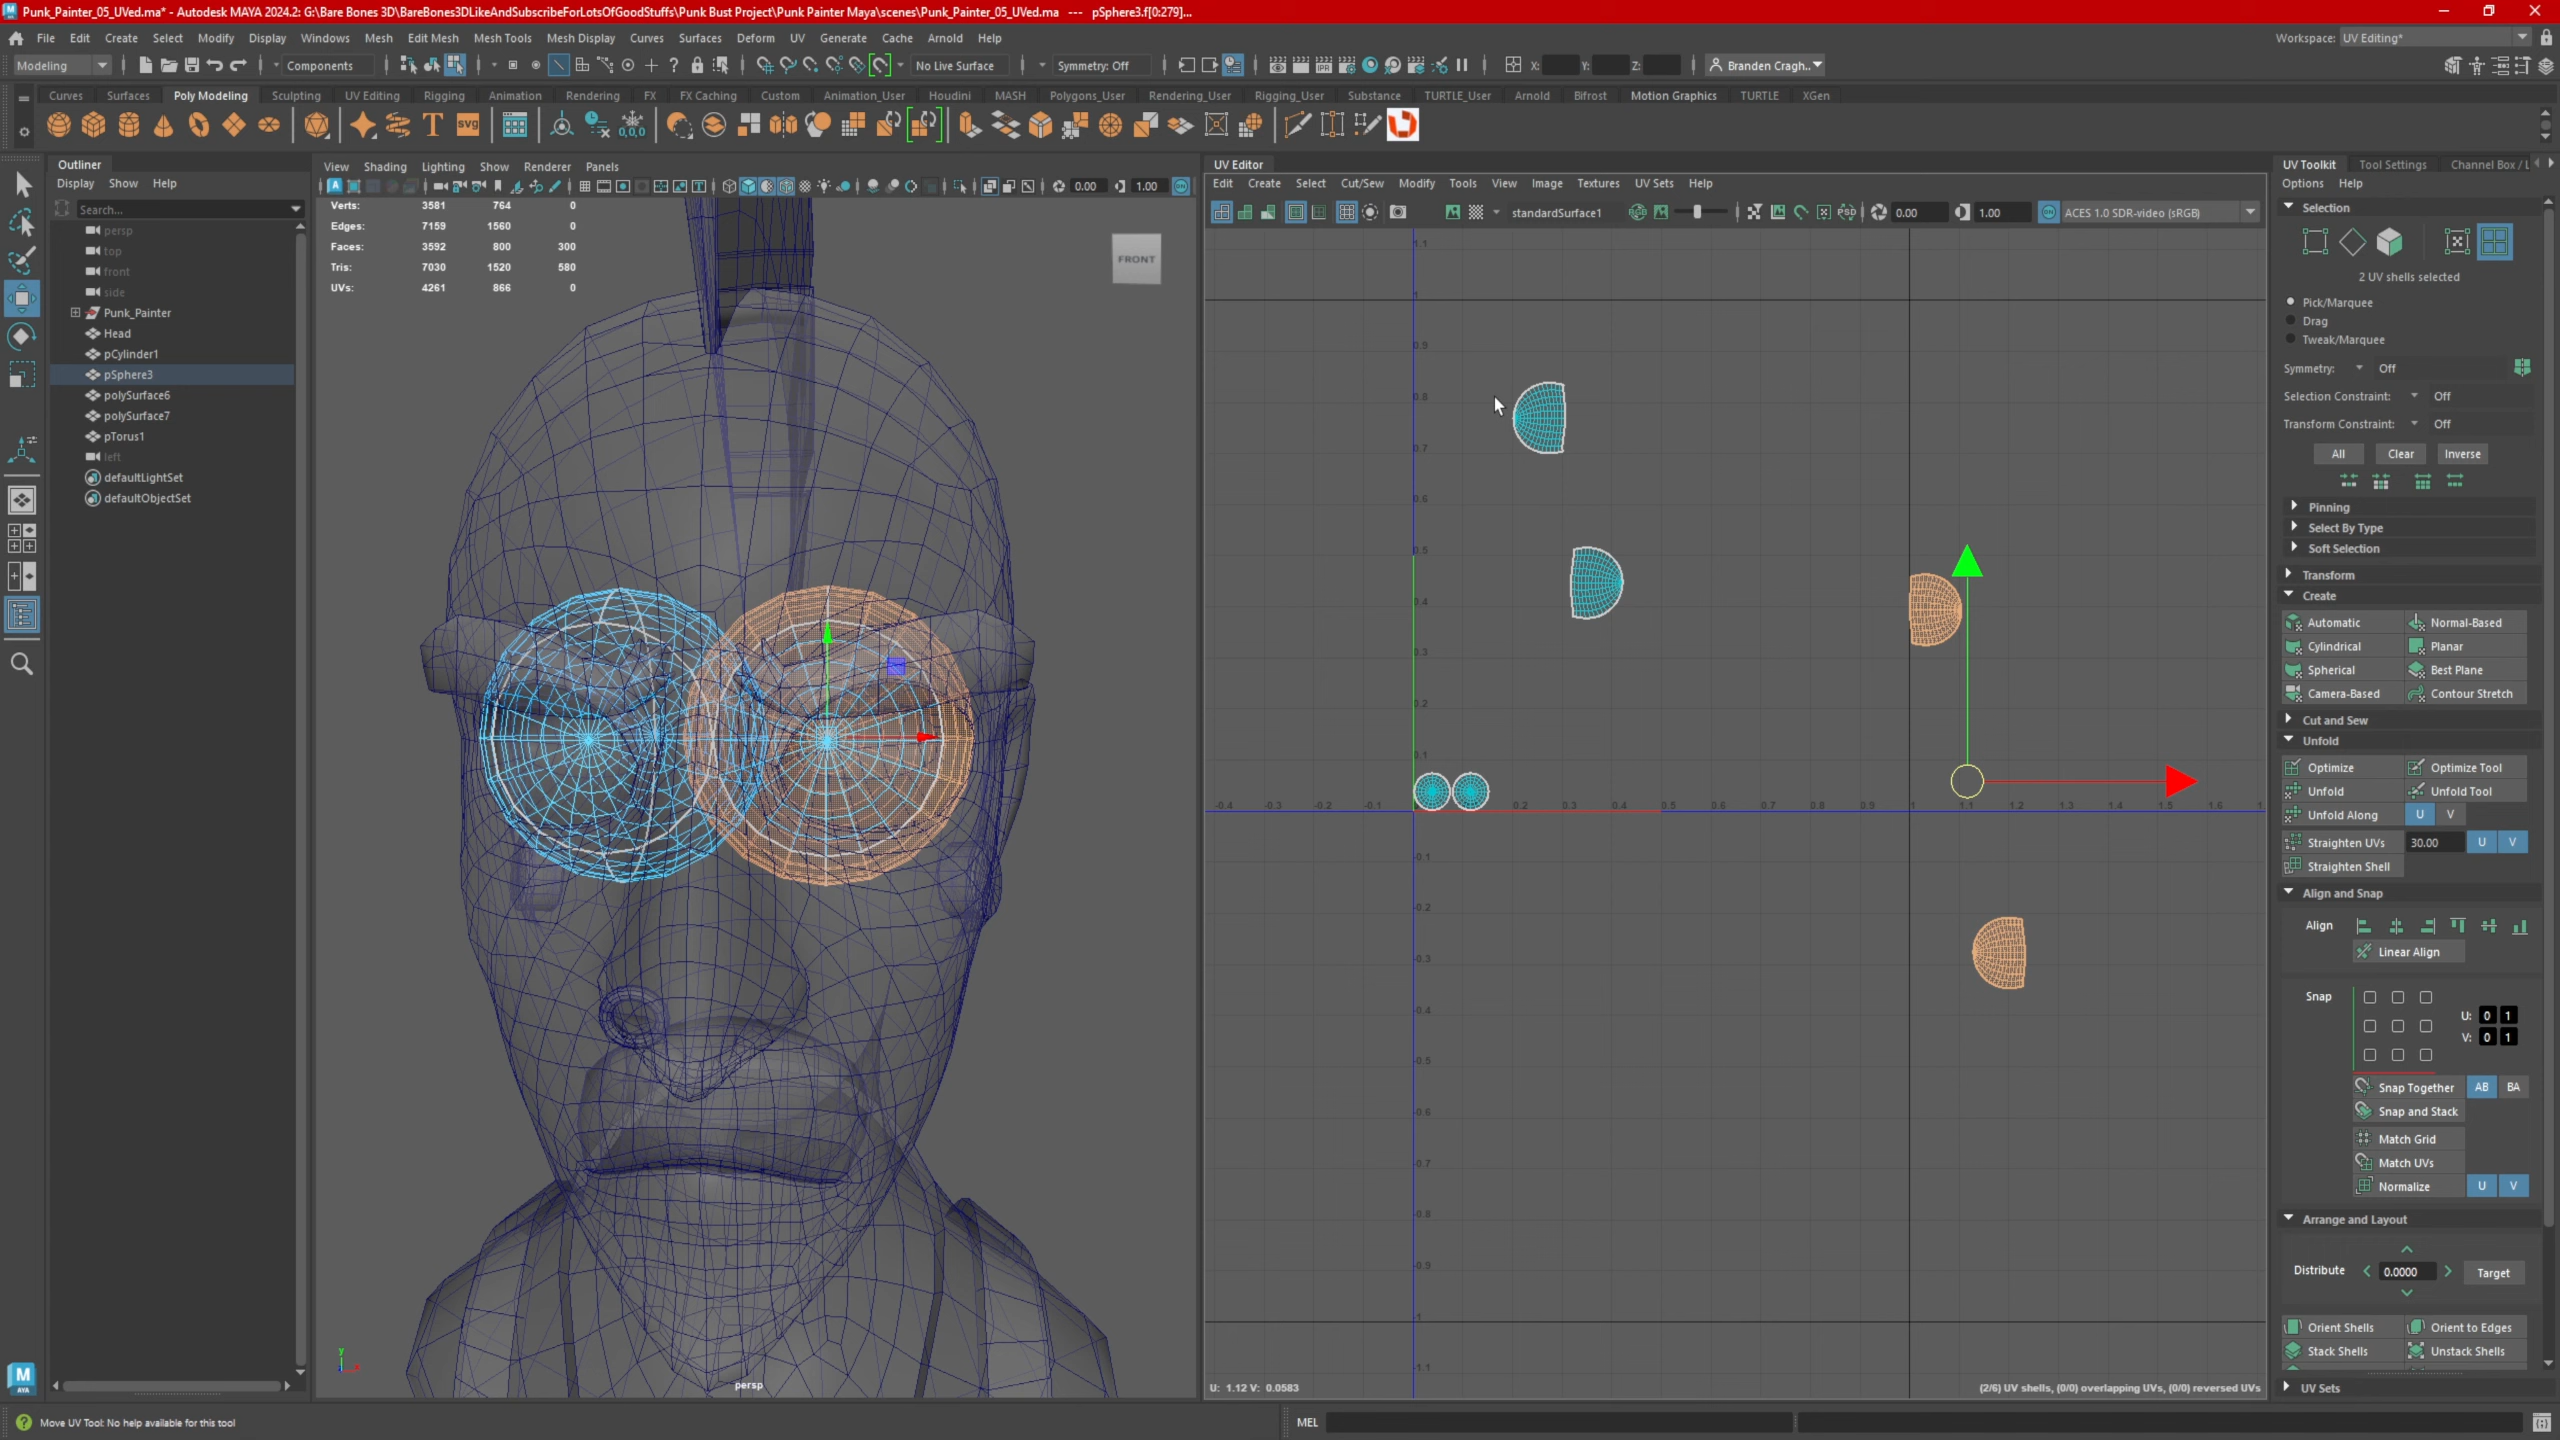 Punk_Painter_05_UVed.ma* - Autodesk MAYA 2024.2: G:\Bare Bones 3D\BareBones3DLikeAndSubscribeForLotsOfGoodStuffs\Punk Bust Project\Punk Painter Maya\scenes\Punk_Painter_05_UVed.ma --- pSphere3.f[0:279]...
File Edit Create Select Modify Display Windows Mesh Edit Mesh Mesh Tools Mesh Display Curves Surfaces Deform UV Generate Cache Arnold Help
Workspace: UV Editing*
Modeling Components No Live Surface Symmetry: Off X: Y: Z: Branden Cragh..
Curves Surfaces Poly Modeling Sculpting UV Editing Rigging Animation Rendering FX FX Caching Custom Animation_User Houdini MASH Polygons_User Rendering_User Rigging_User Substance TURTLE_User Arnold Bifrost Motion Graphics TURTLE XGen
Outliner
Display Show Help
Search...
persp
top
front
side
Punk_Painter
Head
pCylinder1
pSphere3
polySurface6
polySurface7
pTorus1
left
defaultLightSet
defaultObjectSet
View Shading Lighting Show Renderer Panels
0.00 1.00
Verts: 3581 764 0
Edges: 7159 1560 0
Faces: 3592 800 300
Tris: 7030 1520 580
UVs: 4261 866 0
FRONT
persp
UV Editor
Edit Create Select Cut/Sew Modify Tools View Image Textures UV Sets Help
standardSurface1 0.00 1.00 ACES 1.0 SDR-video (sRGB)
U: 1.12 V: 0.0583
(2/6) UV shells, (0/0) overlapping UVs, (0/0) reversed UVs
UV Toolkit Tool Settings Channel Box / L
Options Help
Selection
2 UV shells selected
Pick/Marquee
Drag
Tweak/Marquee
Symmetry: Off
Selection Constraint: Off
Transform Constraint: Off
All Clear Inverse
Pinning
Select By Type
Soft Selection
Transform
Create
Automatic Normal-Based
Cylindrical Planar
Spherical Best Plane
Camera-Based Contour Stretch
Cut and Sew
Unfold
Optimize Optimize Tool
Unfold Unfold Tool
Unfold Along U V
Straighten UVs 30.00 U V
Straighten Shell
Align and Snap
Align
Linear Align
Snap
U: 0 1
V: 0 1
Snap Together AB BA
Snap and Stack
Match Grid
Match UVs
Normalize U V
Arrange and Layout
Distribute 0.0000 Target
Orient Shells Orient to Edges
Stack Shells Unstack Shells
UV Sets
Move UV Tool: No help available for this tool
MEL